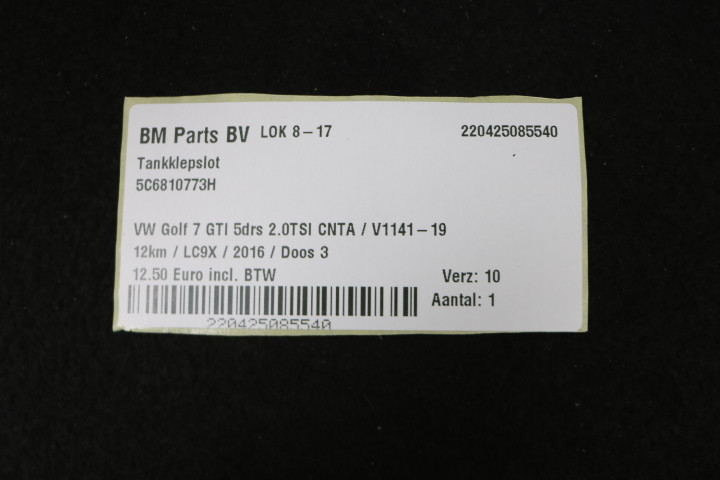 BM Parts BV LOK 8-17 220425085540
Tankklepslot
5C6810773H
VW Golf 7 GTI 5drs 2.0TSI CNTA / V1141-19
12km / LC9X / 2016 / Doos 3
12.50 Euro incl. BTW Verz: 10
Aantal: 1
220425085540